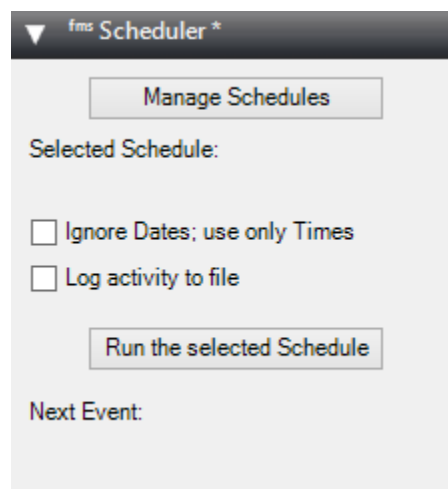 fms Scheduler *
Manage Schedules
Selected Schedule:
Ignore Dates; use only Times
Log activity to file
Run the selected Schedule
Next Event: